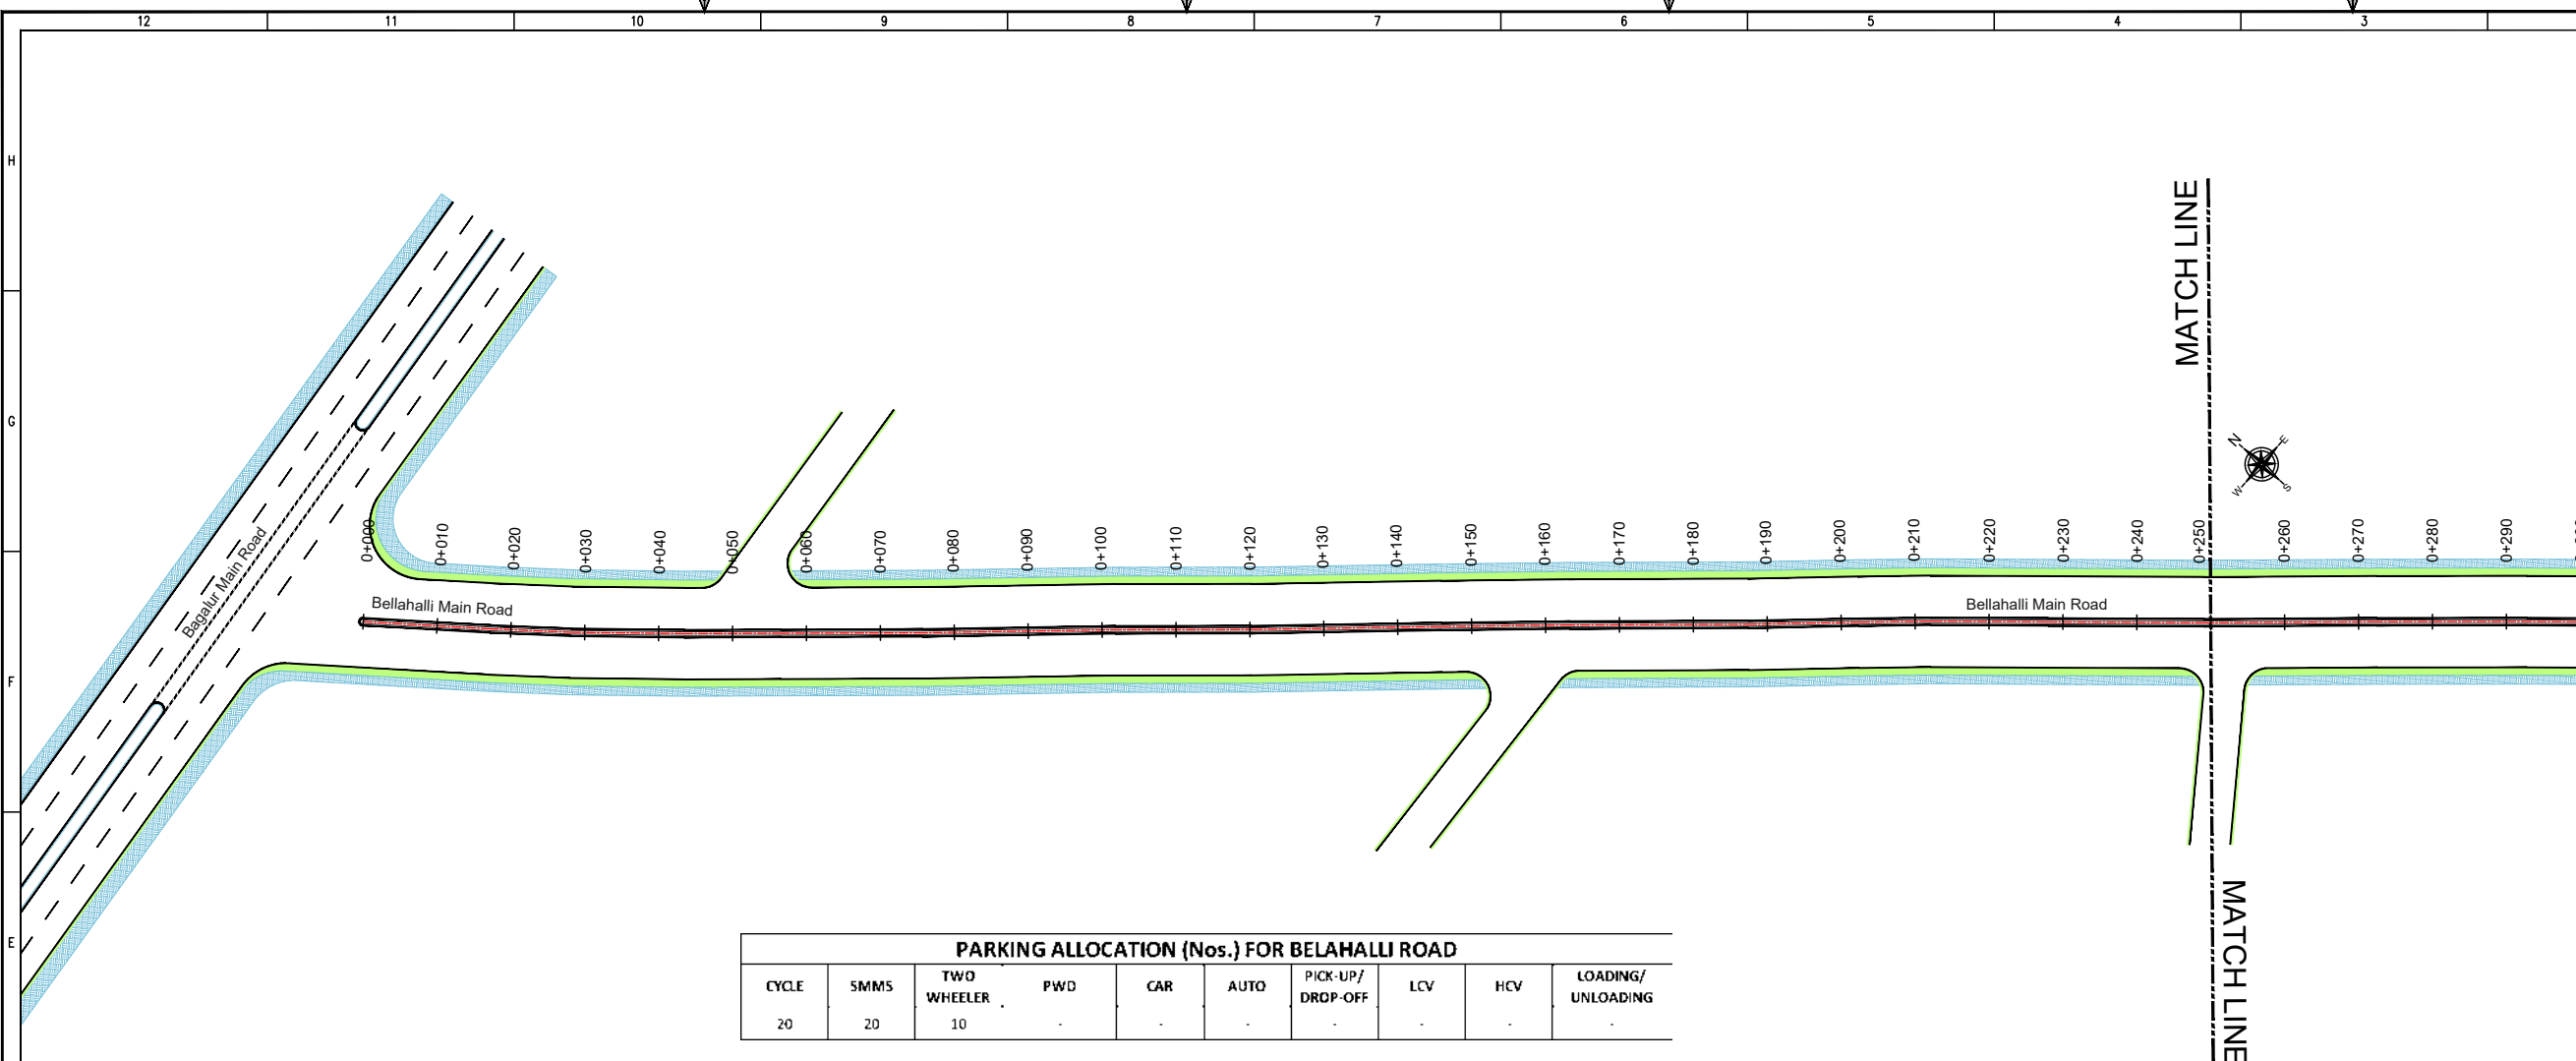 12 11 10 9 8 7 6 5 4 3
H
G
F
E
MATCH LINE
N E
W S
Bagalur Main Road
0+000 0+010 0+020 0+030 0+040 0+050 0+060 0+070 0+080 0+090 0+100 0+110 0+120 0+130 0+140 0+150 0+160 0+170 0+180 0+190 0+200 0+210 0+220 0+230 0+240 0+250 0+260 0+270 0+280 0+290
Bellahalli Main Road
Bellahalli Main Road
MATCH LINE
PARKING ALLOCATION (Nos.) FOR BELAHALLI ROAD
CYCLE SMMS TWO WHEELER PWD CAR AUTO PICK-UP/ DROP-OFF LCV HCV LOADING/ UNLOADING
20 20 10 - - - - - - -